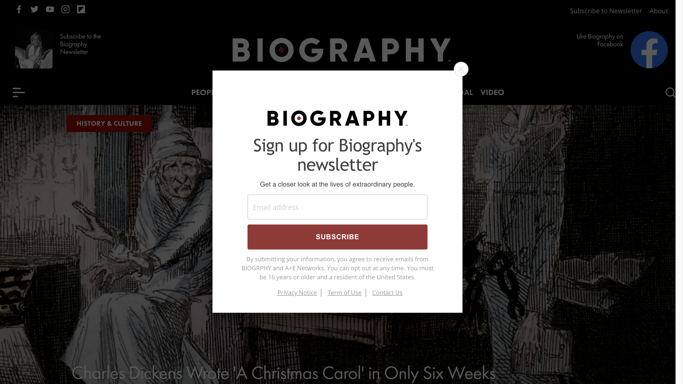 Subscribe to Newsletter About
Subscribe to the
Biography
Newsletter
BIOGRAPHY
Like Biography on
Facebook
VIDEO
HISTORY & CULTURE
BIOGRAPHY
Sign up for Biography's
newsletter
Get a closer look at the lives of extraordinary people.
Email address
SUBSCRIBE
By submitting your information, you agree to receive emails from
BIOGRPHY and A+E Networks. You can opt out at any time. You must
be 16 years or older and a resident of the United States.
Privacy Notice | Term of Use | Contact Us
Charles Dickens Wrote 'A Christmas Carol' in Only Six Weeks